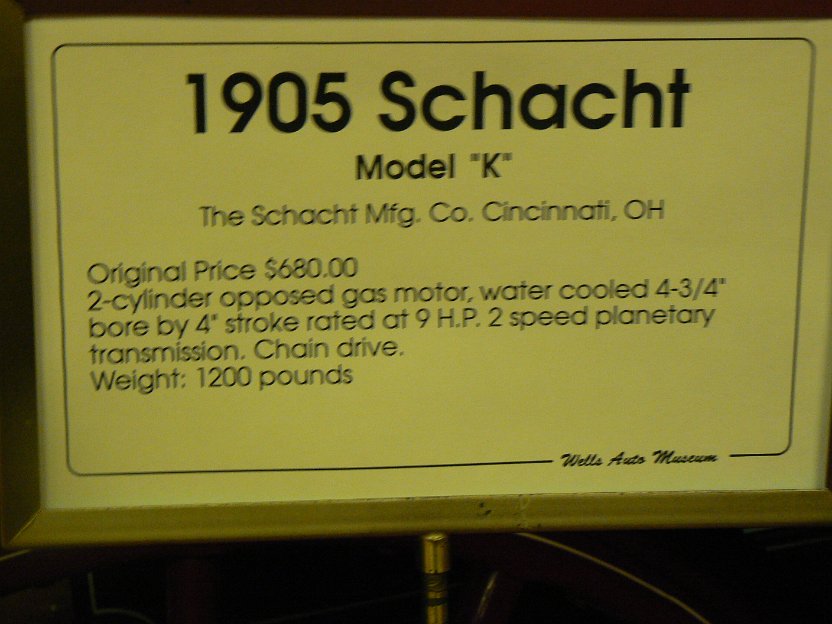 1905 Schacht
Model "K"
The Schacht Mfg. Co. Cincinnati, OH
Original Price $680.00
2-cylinder opposed gas motor, water cooled 4-3/4"
bore by 4" stroke rated at 9 H.P. 2 speed planetary
transmission. Chain drive.
Weight: 1200 pounds
Wells Auto Museum